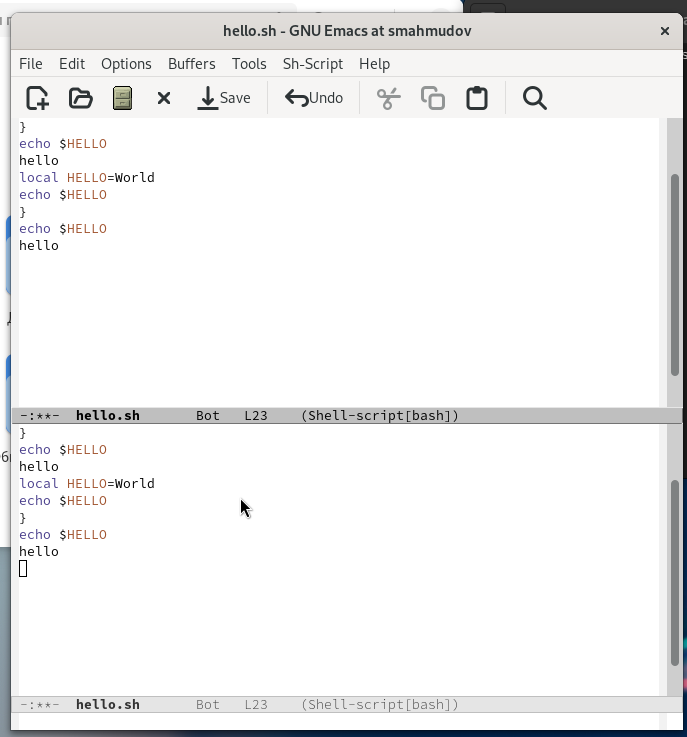 hello.sh - GNU Emacs at smahmudov
File Edit Options Buffers Tools Sh-Script Help
Save Undo
}
echo $HELLO
hello
local HELLO=World
echo $HELLO
}
echo $HELLO
hello
-:**- hello.sh Bot L23 (Shell-script[bash])
}
echo $HELLO
hello
local HELLO=World
echo $HELLO
}
echo $HELLO
hello
-:**- hello.sh Bot L23 (Shell-script[bash])